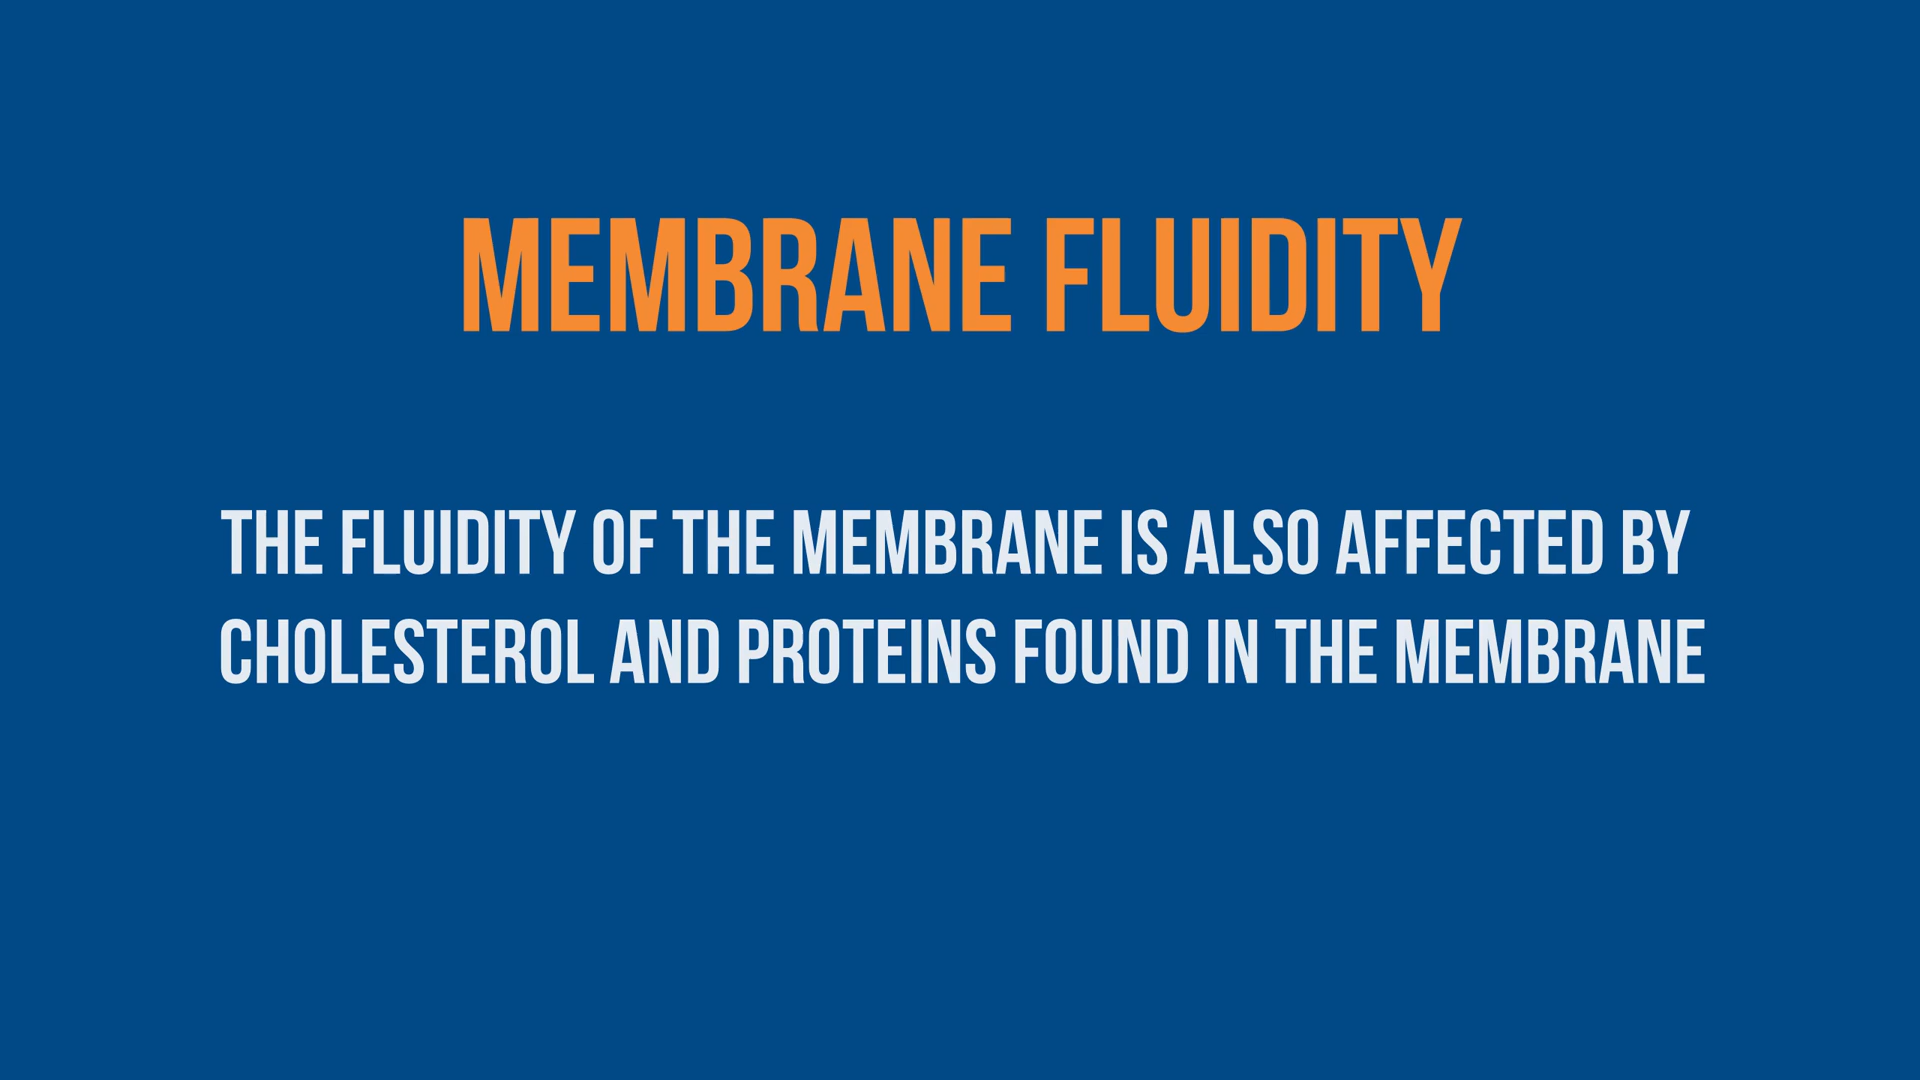 MEMBRANE FLUIDITY
THE FLUIDITY OF THE MEMBRANE IS ALSO AFFECTED BY
CHOLESTEROL AND PROTEINS FOUND IN THE MEMBRANE